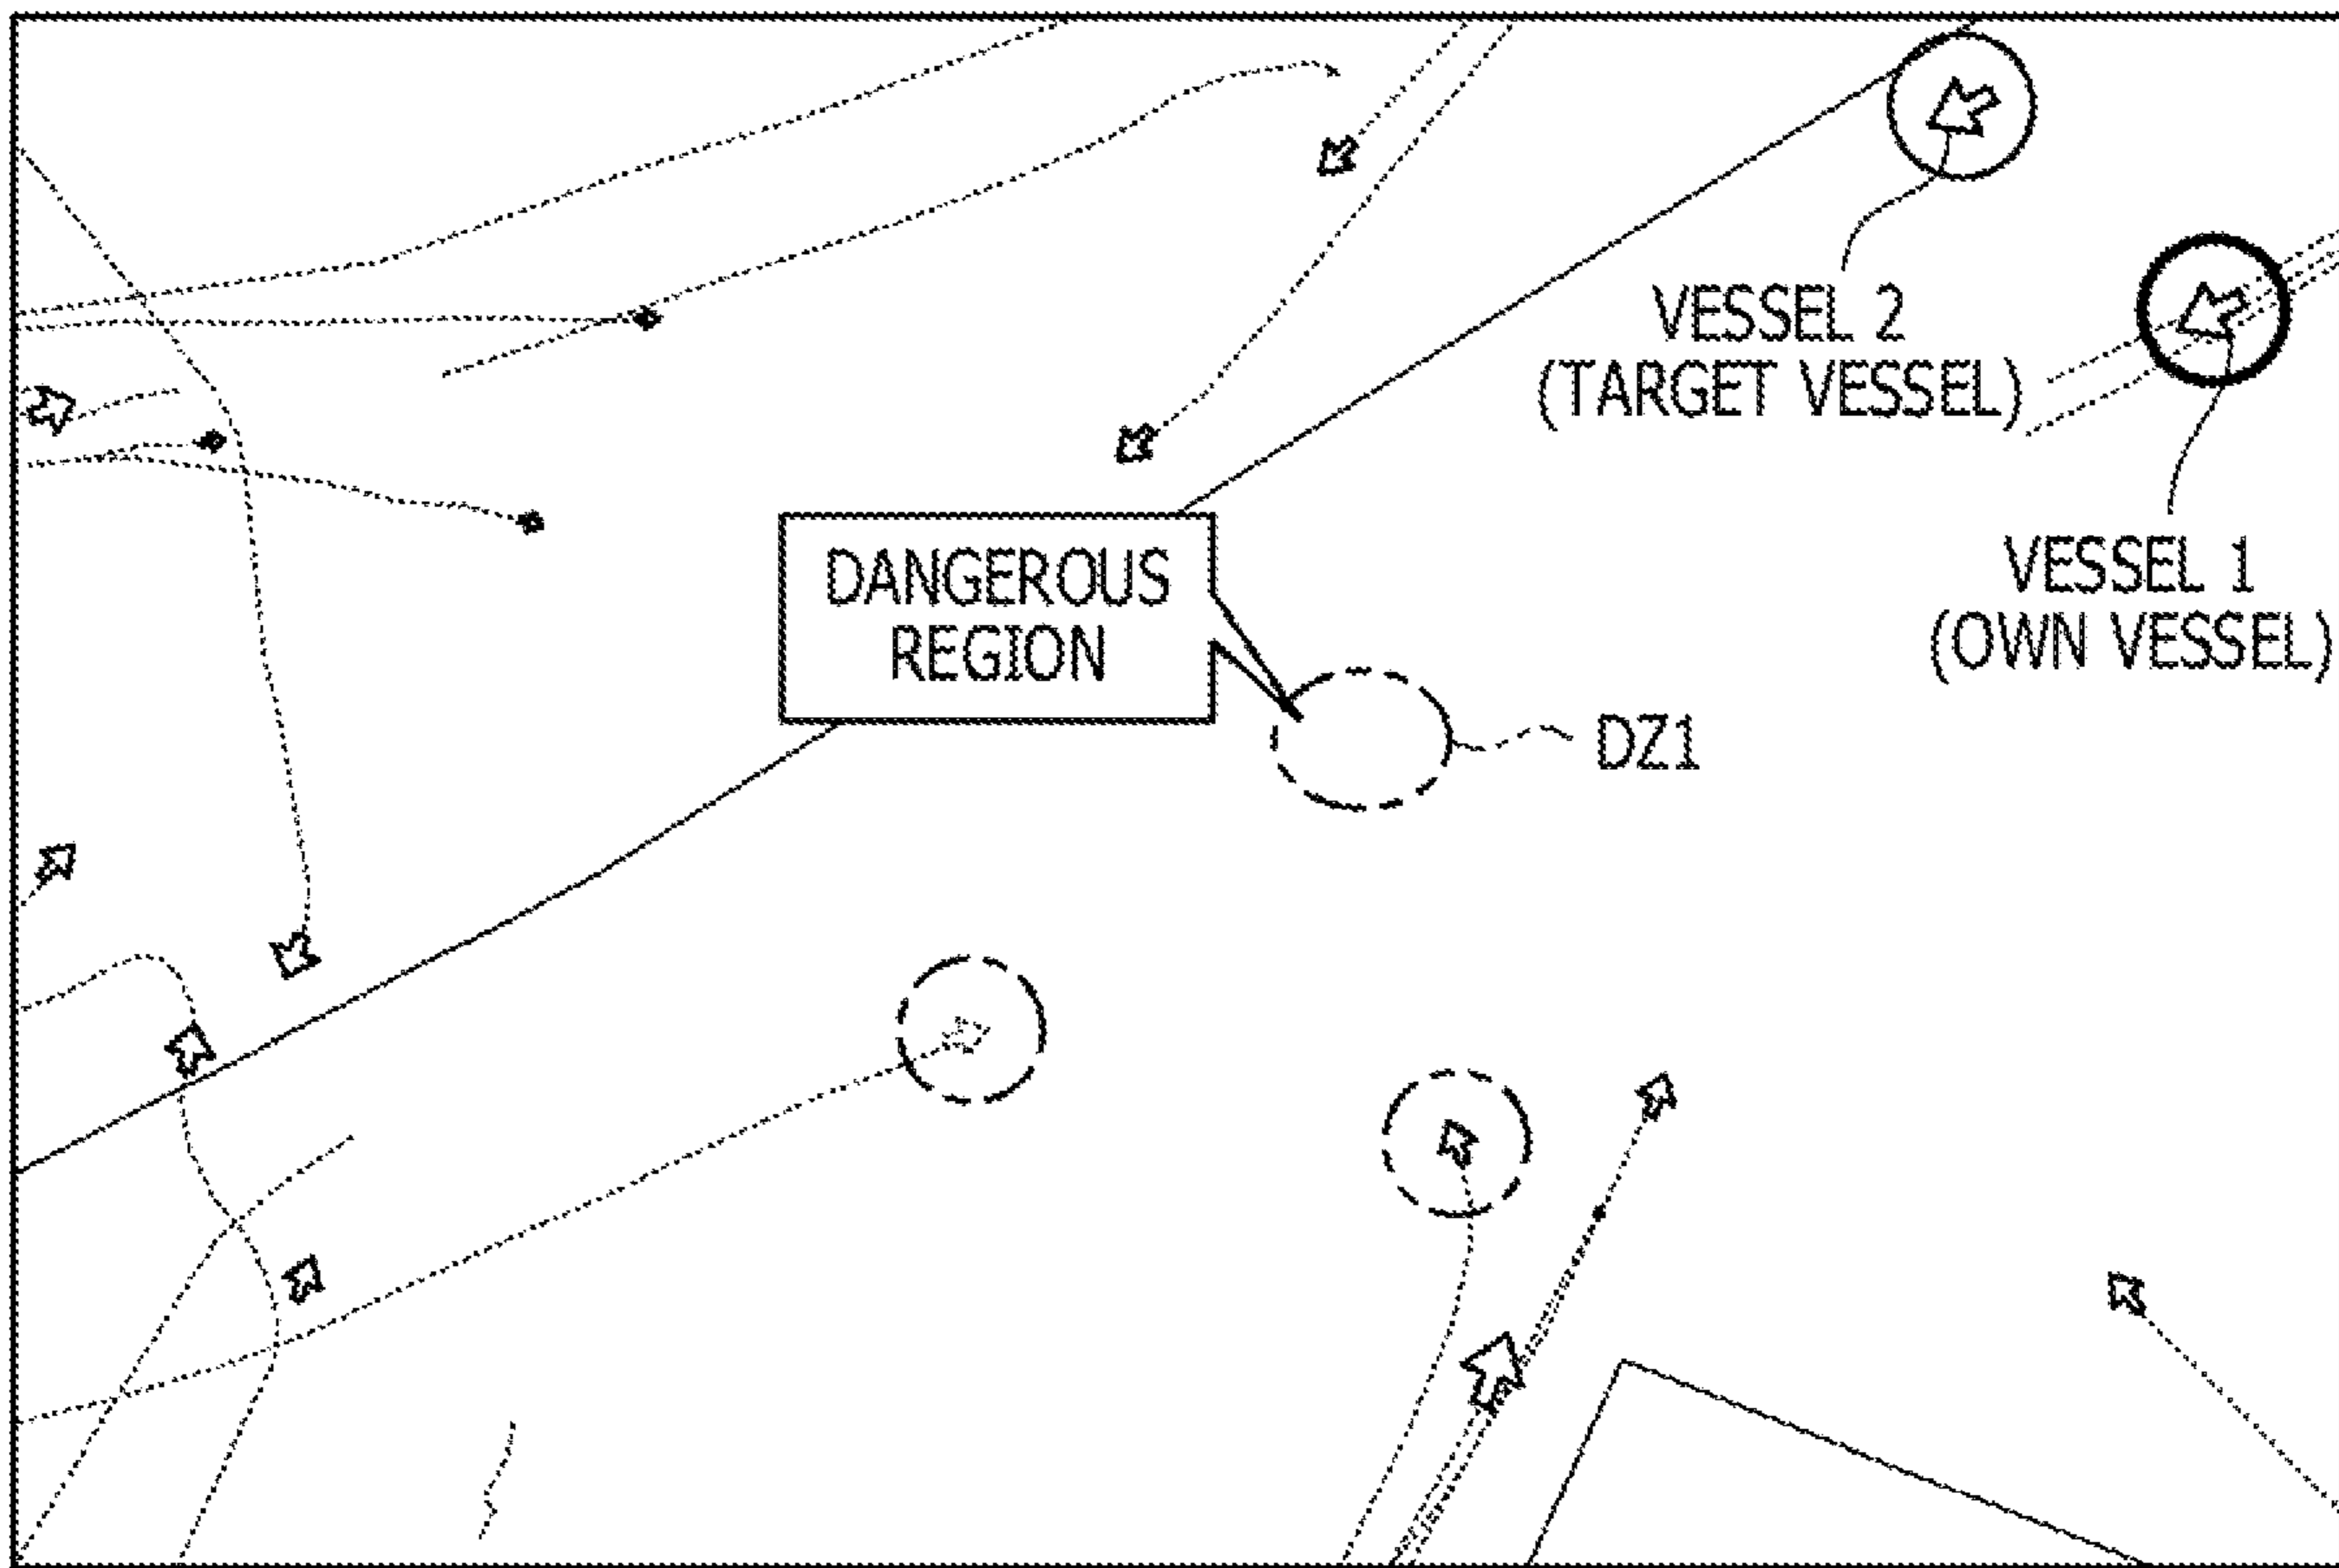 VESSEL 2
(TARGET VESSEL)
VESSEL 1
(OWN VESSEL)
DANGEROUS
REGION
DZ1